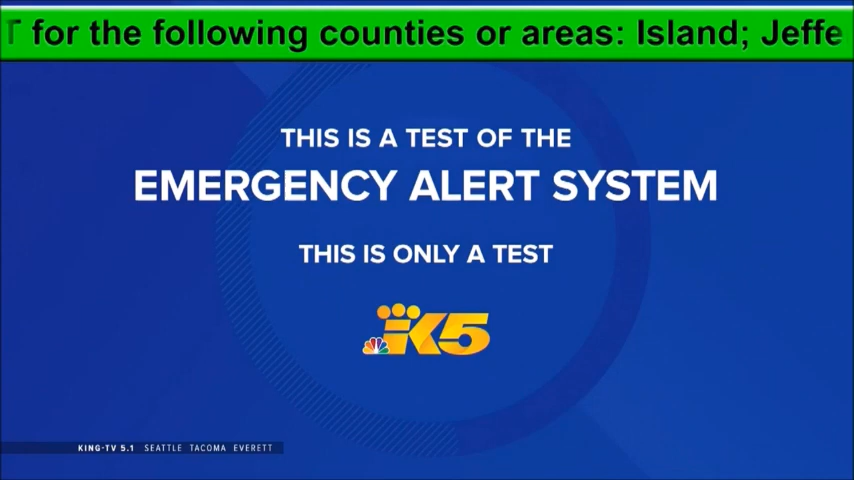 T for the following counties or areas: Island; Jeffe
THIS IS A TEST OF THE
EMERGENCY ALERT SYSTEM
THIS IS ONLY A TEST
K5
KING-TV 5.1 SEATTLE TACOMA EVERETT